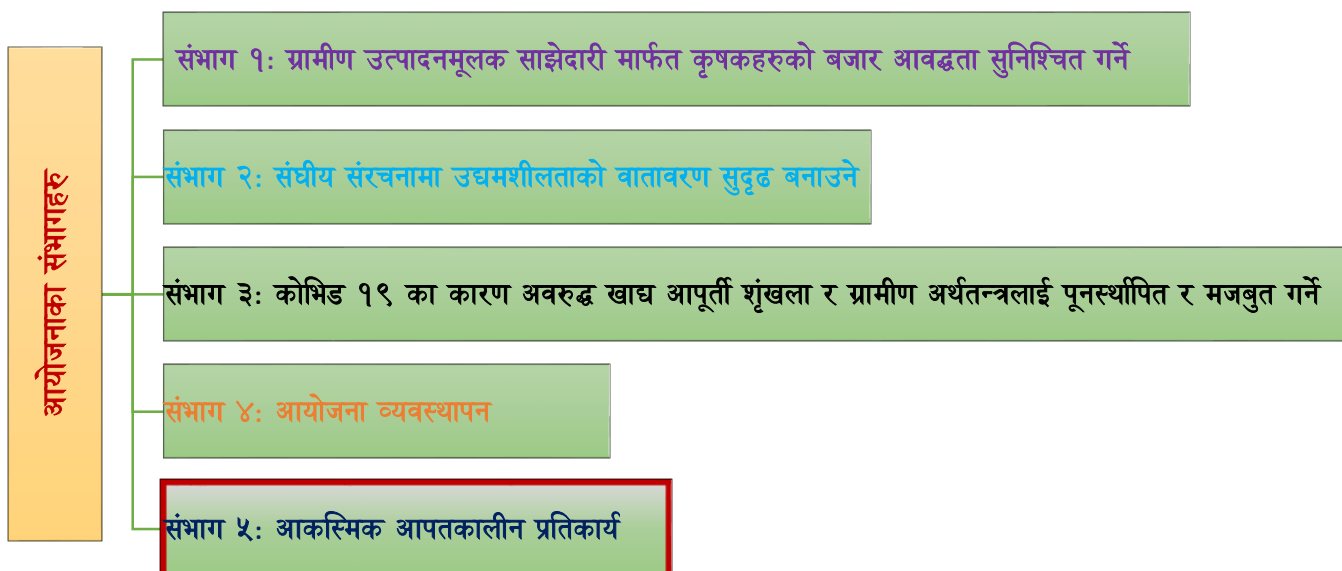 आयोजनाका संभागहरु
संभाग १: ग्रामीण उत्पादनमूलक साझेदारी मार्फत कृषकहरुको बजार आवद्धता सुनिश्चित गर्ने
संभाग २: संघीय संरचनामा उद्यमशीलताको वातावरण सुदृढ बनाउने
संभाग ३: कोभिड १९ का कारण अवरुद्ध खाद्य आपूर्ती शृंखला र ग्रामीण अर्थतन्त्रलाई पूनर्स्थापित र मजबुत गर्ने
संभाग ४: आयोजना व्यवस्थापन
संभाग ५: आकस्मिक आपतकालीन प्रतिकार्य